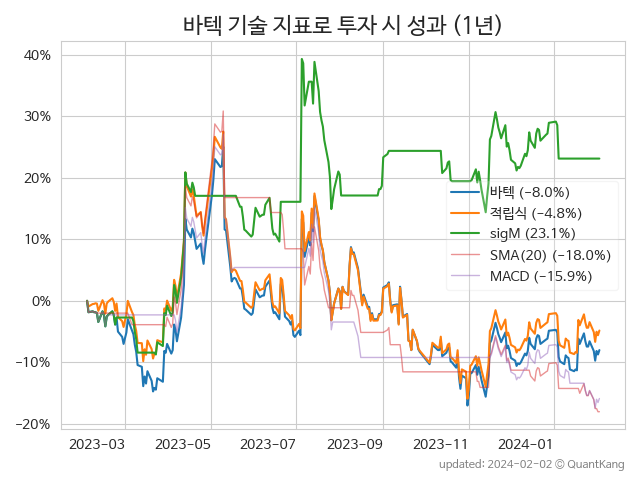 바텍 기술 지표로 투자 시 성과 (1년)
40%
30%
20%
10%
0%
−10%
−20%
바텍 (−8.0%)
적립식 (−4.8%)
sigM (23.1%)
SMA(20) (−18.0%)
MACD (−15.9%)
2023-03 2023-05 2023-07 2023-09 2023-11 2024-01
updated: 2024-02-02 © QuantKang